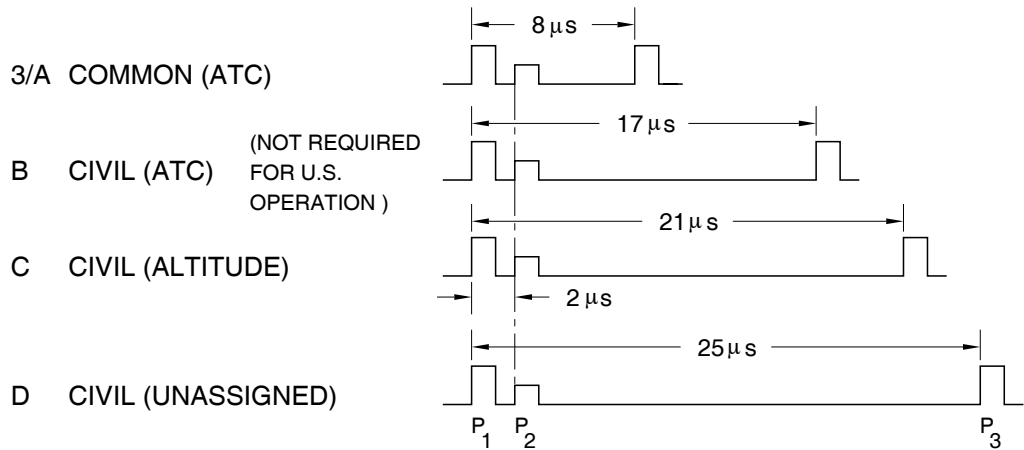 8 μs
3/A COMMON (ATC)
17 μs
B CIVIL (ATC) (NOT REQUIRED
FOR U.S.
OPERATION )
21 μs
C CIVIL (ALTITUDE)
2 μs
25 μs
D CIVIL (UNASSIGNED)
P1 P2 P3